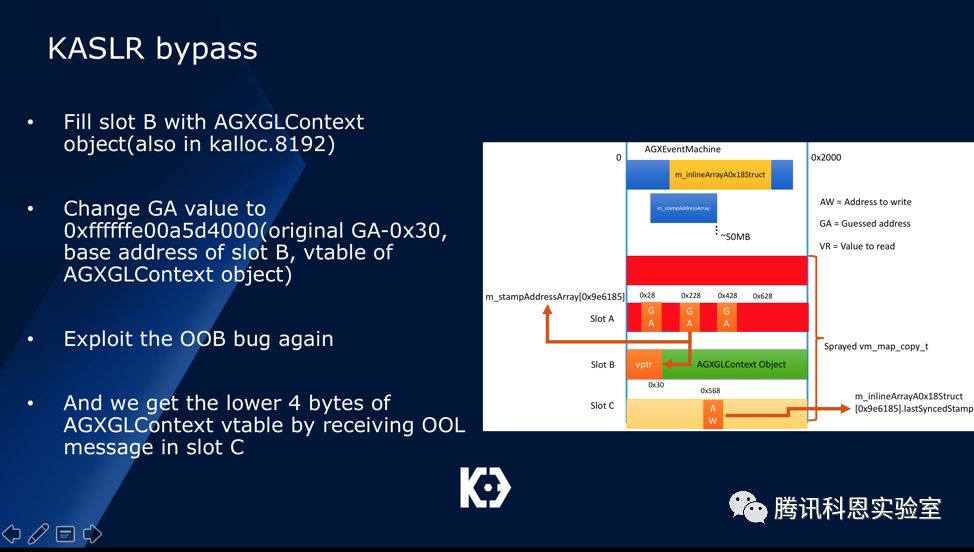 KASLR bypass
• Fill slot B with AGXGLContext
object(also in kalloc.8192)
• Change GA value to
0xffffffe00a5d4000(original GA-0x30,
base address of slot B, vtable of
AGXGLContext object)
• Exploit the OOB bug again
• And we get the lower 4 bytes of
AGXGLContext vtable by receiving OOL
message in slot C
AGXEventMachine
0
0x2000
m_inlineArrayA0x18Struct
m_stampAddressArray
~50MB
AW = Address to write
GA = Guessed address
VR = Value to read
m_stampAddressArray[0x9e6185]
0x28
0x228
0x428
0x628
Slot A
G
A
G
A
G
A
Sprayed vm_map_copy_t
Slot B
vptr
AGXGLContext Object
0x30
0x568
Slot C
A
W
m_inlineArrayA0x18Struct
[0x9e6185].lastSyncedStamp
腾讯科恩实验室